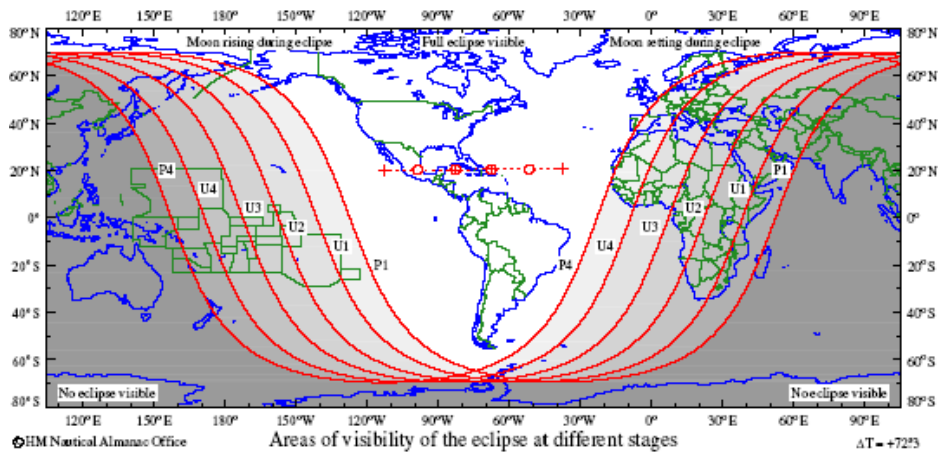 80°N 80°N
Moon rising during eclipse Full eclipse visible Moon setting during eclipse
60°N 60°N
40°N 40°N
20°N P4 P1 20°N
U4 U1
U3 U2
0° 0°
U2 U3
U1 U4
20°S P1 P4 20°S
40°S 40°S
60°S 60°S
No eclipse visible No eclipse visible
80°S 80°S
120°E 150°E 180° 150°W 120°W 90°W 60°W 30°W 0° 30°E 60°E 90°E
120°E 150°E 180° 150°W 120°W 90°W 60°W 30°W 0° 30°E 60°E 90°E
HM Nautical Almanac Office Areas of visibility of the eclipse at different stages ΔT = +72ˢ3